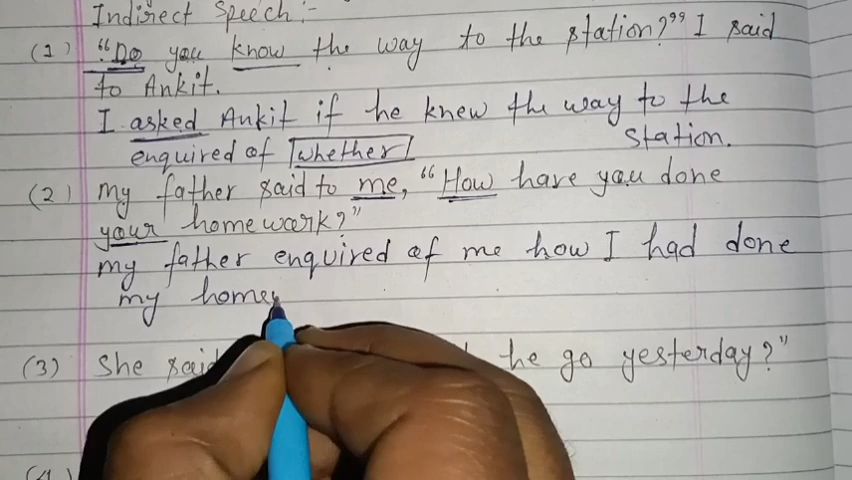 Indirect Speech:-
(1) "Do you know the way to the station?" I said
to Ankit.
I asked Ankit if he knew the way to the
station.
enquired of whether
(2) My father said to me, "How have you done
your homework?"
my father enquired of me how I had done
my home
(3) She said he go yesterday?"
(4)